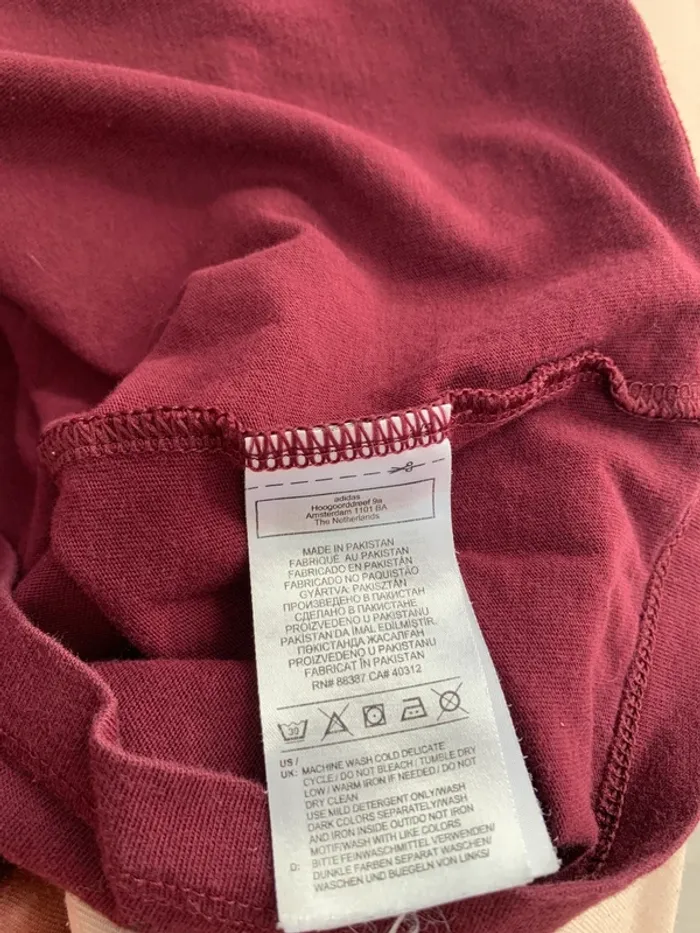 adidas
Hoogoorddreef 9a
Amsterdam 1101 BA
The Netherlands
MADE IN PAKISTAN
FABRIQUÉ AU PAKISTAN
FABRICADO EN PAKISTÁN
FABRICADO NO PAQUISTÃO
GYÁRTVA: PAKISZTÁN
ПРОИЗВЕДЕНО В ПАКИСТАН
СДЕЛАНО В ПАКИСТАНЕ
PROIZVEDENO U PAKISTANU
PAKİSTAN'DA İMAL EDİLMİŞTİR.
ПӘКІСТАНДА ЖАСАЛҒАН
PROIZVEDENO U PAKISTANU
FABRICAT ÎN PAKISTAN
RN# 88387 CA# 40312
30
US /
UK: MACHINE WASH COLD DELICATE
CYCLE / DO NOT BLEACH / TUMBLE DRY
LOW / WARM IRON IF NEEDED / DO NOT
DRY CLEAN
USE MILD DETERGENT ONLY/WASH
DARK COLORS SEPARATELY/WASH
AND IRON INSIDE OUT/DO NOT IRON
MOTIF/WASH WITH LIKE COLORS
D: BITTE FEINWASCHMITTEL VERWENDEN/
DUNKLE FARBEN SEPARAT WASCHEN/
WASCHEN UND BUEGELN VON LINKS/